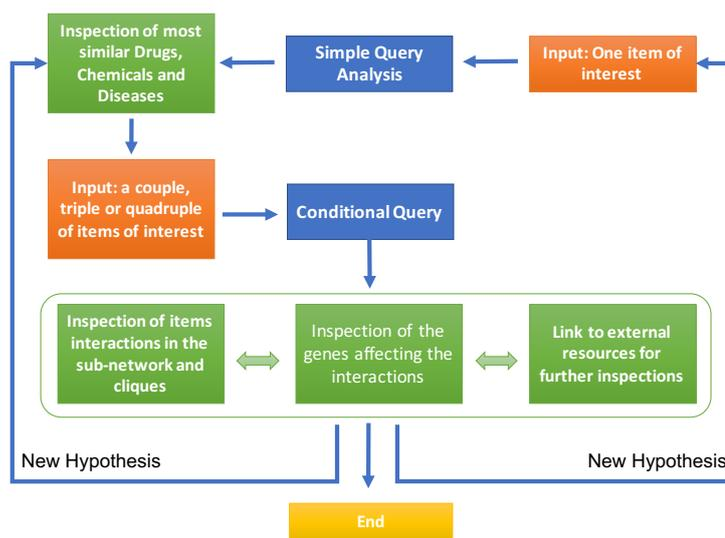 Inspection of most
similar Drugs,
Chemicals and
Diseases
Simple Query
Analysis
Input: One item of
interest
Input: a couple,
triple or quadruple
of items of interest
Conditional Query
Inspection of items
interactions in the
sub-network and
cliques
Inspection of the
genes affecting the
interactions
Link to external
resources for
further inspections
New Hypothesis
New Hypothesis
End